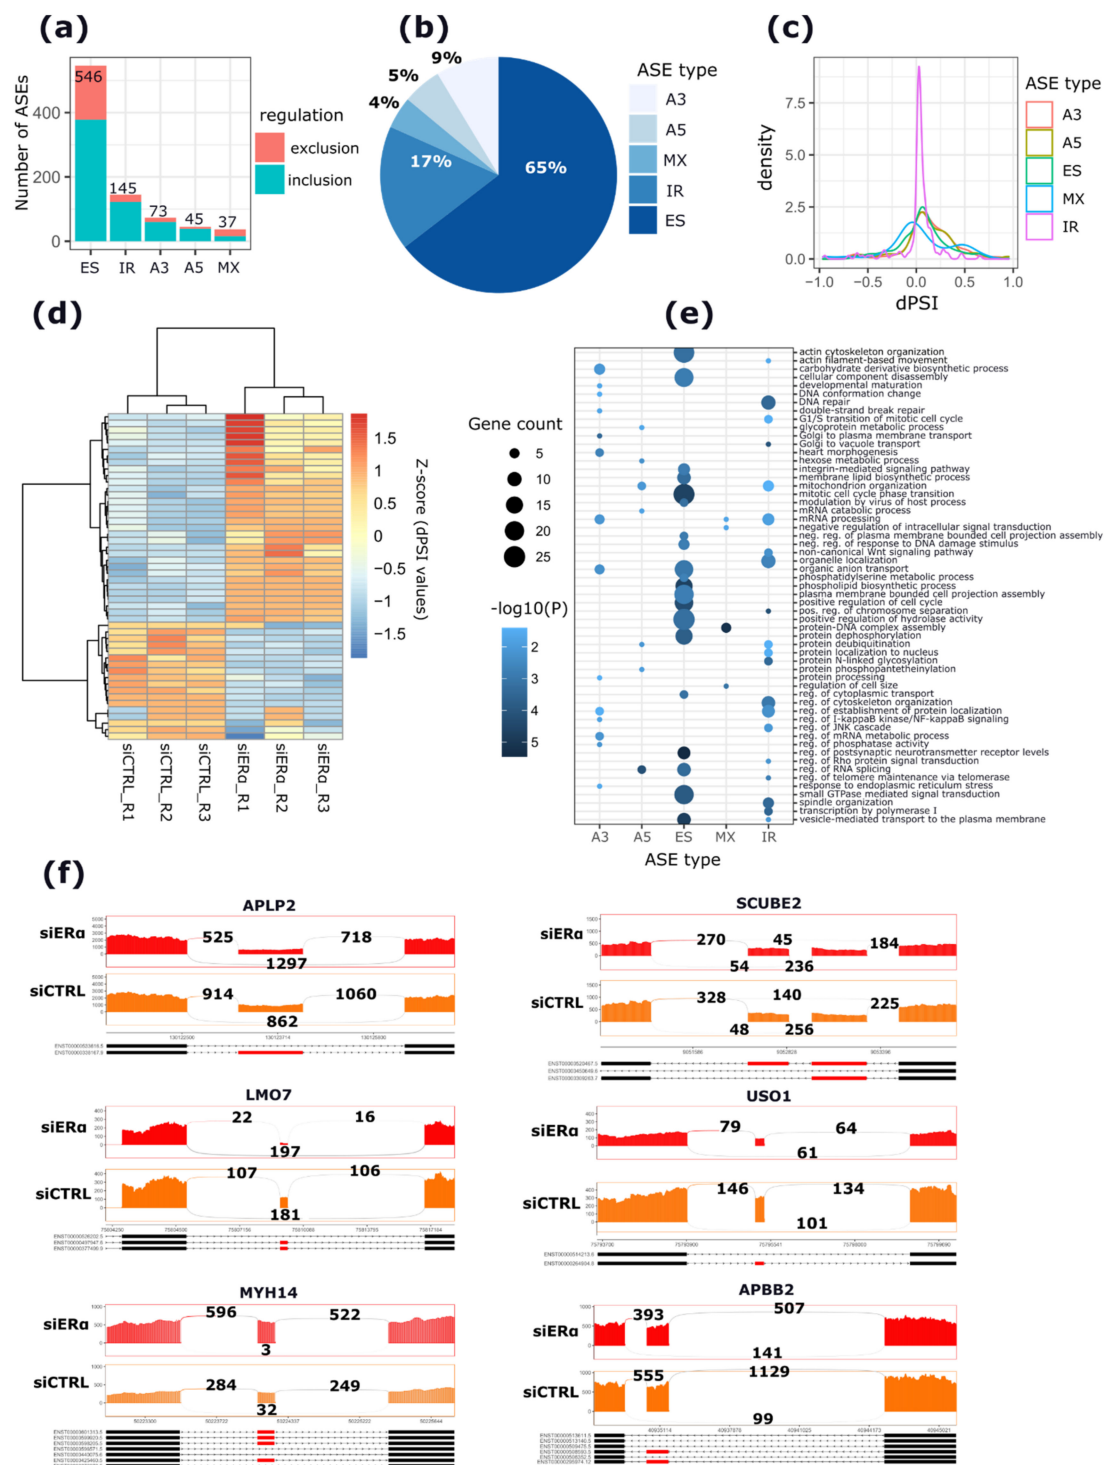 (a)
Number of ASEs
400
200
0
546
145
73
45
37
ES IR A3 A5 MX
regulation
exclusion
inclusion
(b)
9%
5%
4%
17%
65%
ASE type
A3
A5
MX
IR
ES
(c)
density
7.5
5.0
2.5
0.0
−1.0 −0.5 0.0 0.5 1.0
dPSI
ASE type
A3
A5
ES
MX
IR
(d)
1.5
1
0.5
0
−0.5
−1
−1.5
Z-score (dPSI values)
siCTRL_R1
siCTRL_R2
siCTRL_R3
siERα_R1
siERα_R2
siERα_R3
(e)
Gene count
5
10
15
20
25
-log10(P)
2
3
4
5
actin cytoskeleton organization
actin filament-based movement
carbohydrate derivative biosynthetic process
cellular component disassembly
developmental maturation
DNA conformation change
DNA repair
double-strand break repair
G1/S transition of mitotic cell cycle
glycoprotein metabolic process
Golgi to plasma membrane transport
Golgi to vacuole transport
heart morphogenesis
hexose metabolic process
integrin-mediated signaling pathway
membrane lipid biosynthetic process
mitochondrion organization
mitotic cell cycle phase transition
modulation by virus of host process
mRNA catabolic process
mRNA processing
negative regulation of intracellular signal transduction
neg. reg. of plasma membrane bounded cell projection assembly
neg. reg. of response to DNA damage stimulus
non-canonical Wnt signaling pathway
organelle localization
organic anion transport
phosphatidylserine metabolic process
phospholipid biosynthetic process
plasma membrane bounded cell projection assembly
positive regulation of cell cycle
pos. reg. of chromosome separation
positive regulation of hydrolase activity
protein-DNA complex assembly
protein dephosphorylation
protein deubiquitination
protein localization to nucleus
protein N-linked glycosylation
protein phosphopantetheinylation
protein processing
regulation of cell size
reg. of cytoplasmic transport
reg. of cytoskeleton organization
reg. of establishment of protein localization
reg. of I-kappaB kinase/NF-kappaB signaling
reg. of JNK cascade
reg. of mRNA metabolic process
reg. of phosphatase activity
reg. of postsynaptic neurotransmetter receptor levels
reg. of Rho protein signal transduction
reg. of RNA splicing
reg. of telomere maintenance via telomerase
response to endoplasmic reticulum stress
small GTPase mediated signal transduction
spindle organization
transcription by polymerase I
vesicle-mediated transport to the plasma membrane
A3 A5 ES MX IR
ASE type
(f)
APLP2
siERα
525 718
1297
siCTRL
914 1060
862
SCUBE2
siERα
270 45 184
54 236
siCTRL
328 140 225
48 256
LMO7
siERα
22 16
197
siCTRL
107 106
181
USO1
siERα
79 64
61
siCTRL
146 134
101
MYH14
siERα
596 522
3
siCTRL
284 249
32
APBB2
siERα
393 507
141
siCTRL
555 1129
99